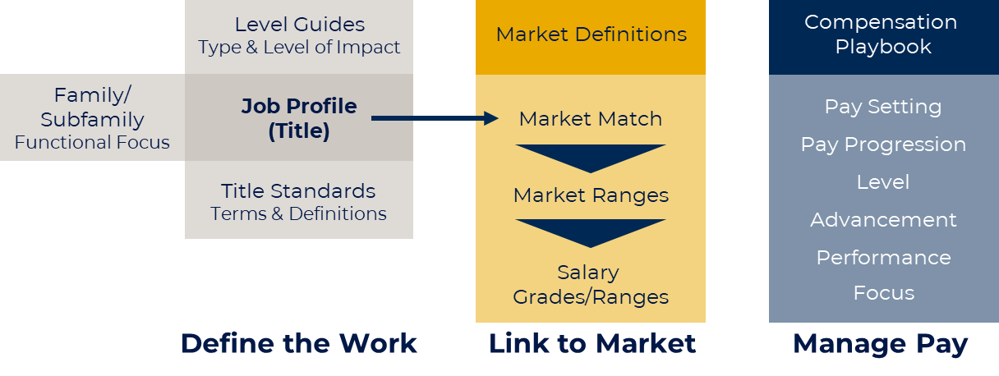 Level Guides
Type & Level of Impact
Family/
Subfamily
Functional Focus
Job Profile
(Title)
Title Standards
Terms & Definitions
Define the Work
Market Definitions
Market Match
Market Ranges
Salary
Grades/Ranges
Link to Market
Compensation
Playbook
Pay Setting
Pay Progression
Level
Advancement
Performance
Focus
Manage Pay